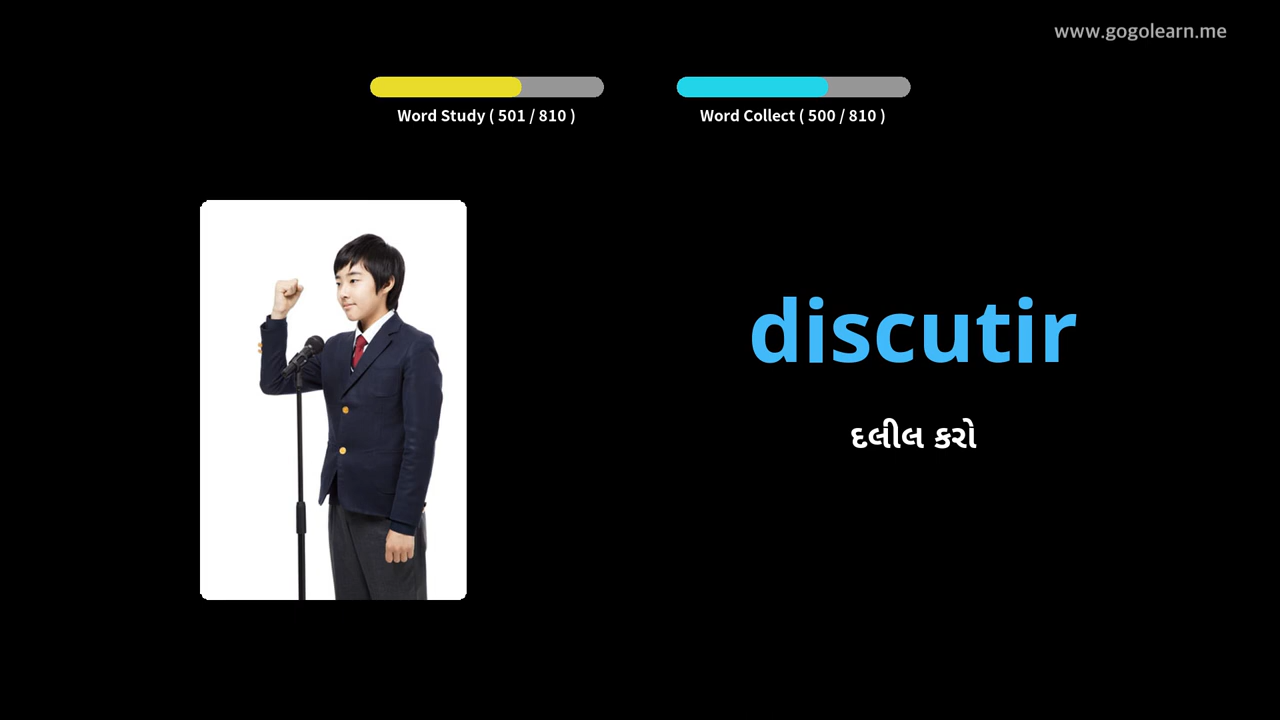 www.gogolearn.me
Word Study ( 501 / 810 )
Word Collect ( 500 / 810 )
discutir
દલીલ કરો